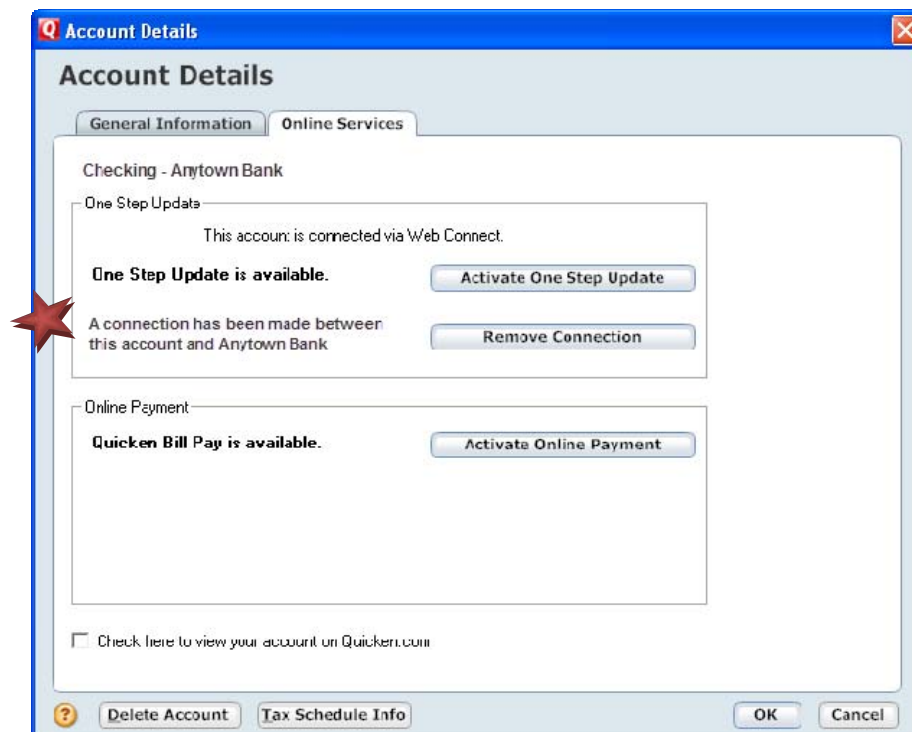 Q Account Details
Account Details
General Information Online Services
Checking - Anytown Bank
One Step Update
This account is connected via Web Connect.
One Step Update is available. Activate One Step Update
A connection has been made between
this account and Anytown Bank
Remove Connection
Online Payment
Quicken Bill Pay is available. Activate Online Payment
Check here to view your account on Quicken.com
? Delete Account Tax Schedule Info OK Cancel